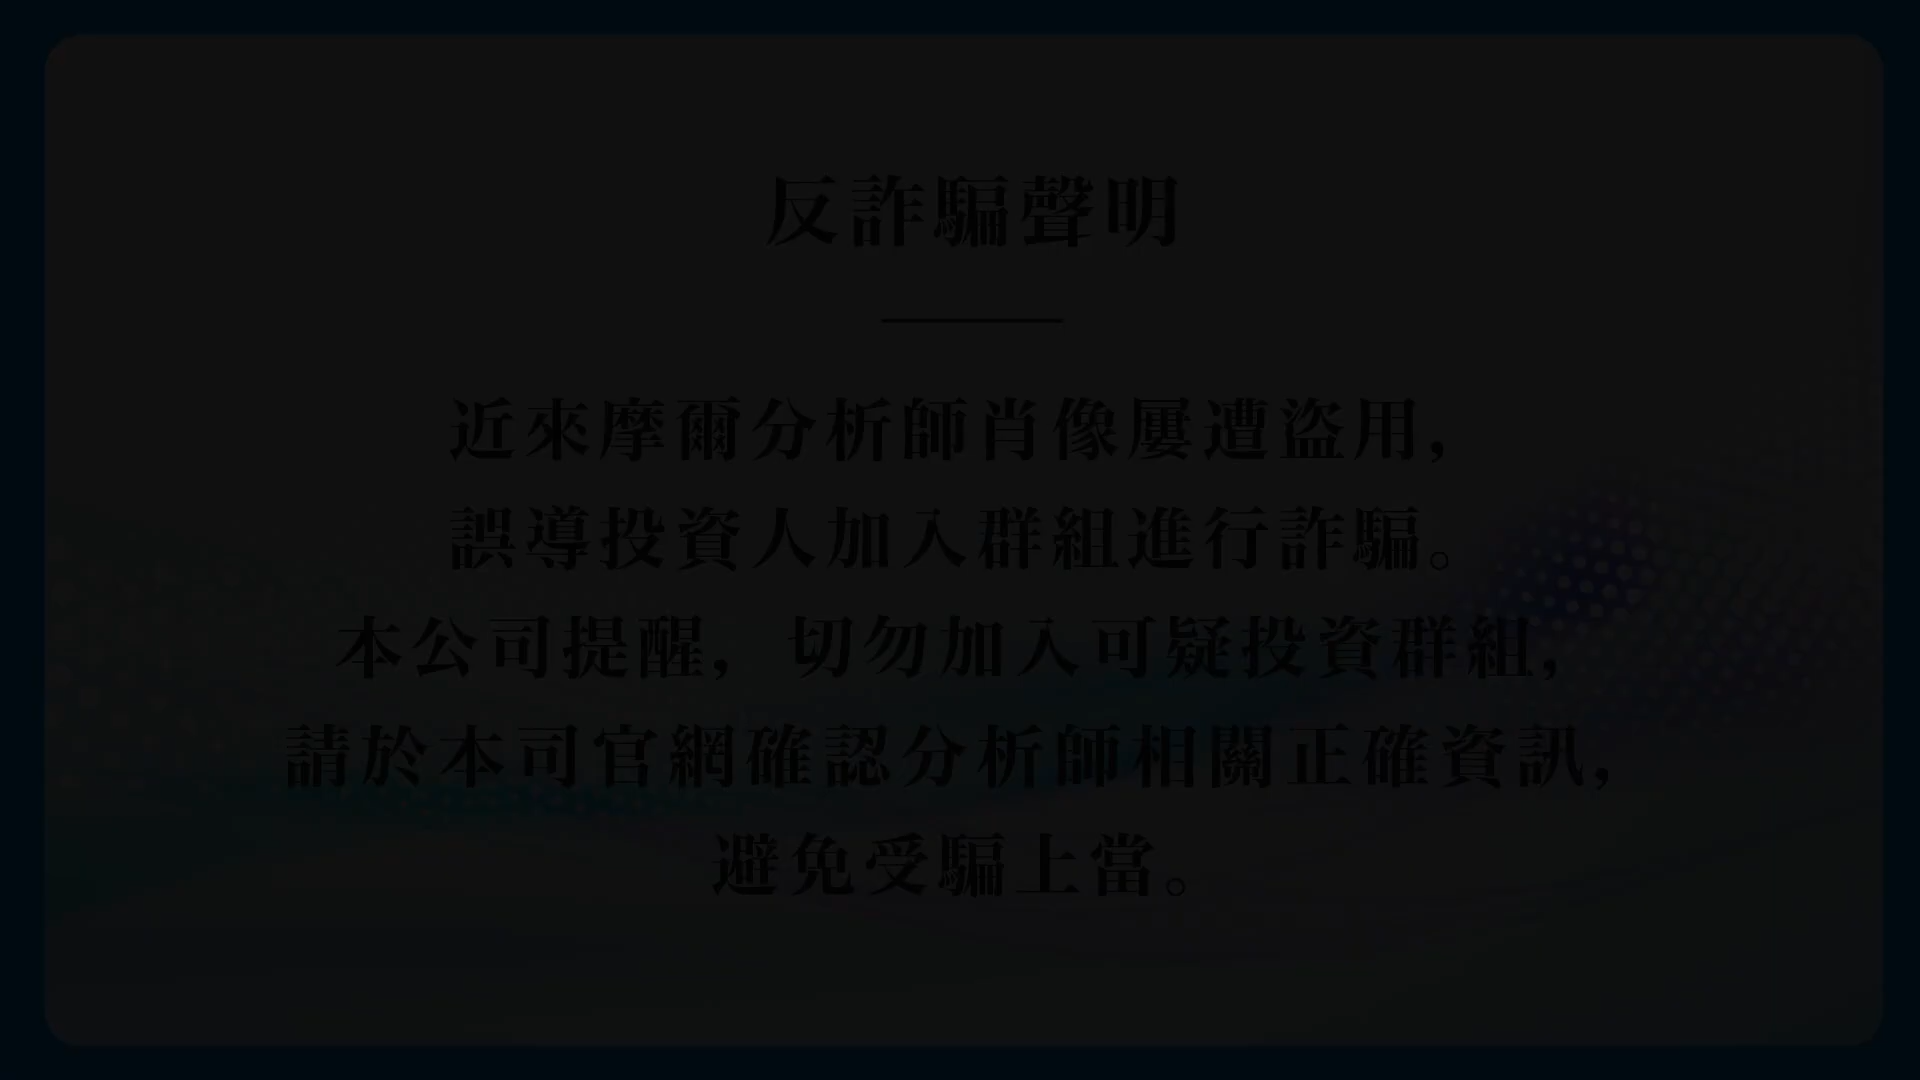 反詐騙聲明
近來摩爾分析師肖像屢遭盜用，
誤導投資人加入群組進行詐騙。
本公司提醒，切勿加入可疑投資群組，
請於本司官網確認分析師相關正確資訊，
避免受騙上當。